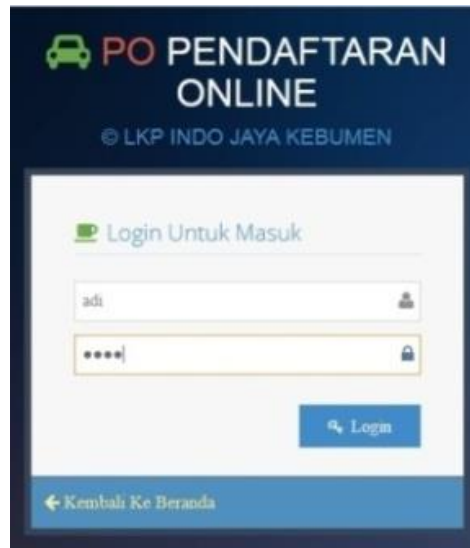 PO PENDAFTARAN
ONLINE
© LKP INDO JAYA KEBUMEN
Login Untuk Masuk
adi
••••
Login
Kembali Ke Beranda